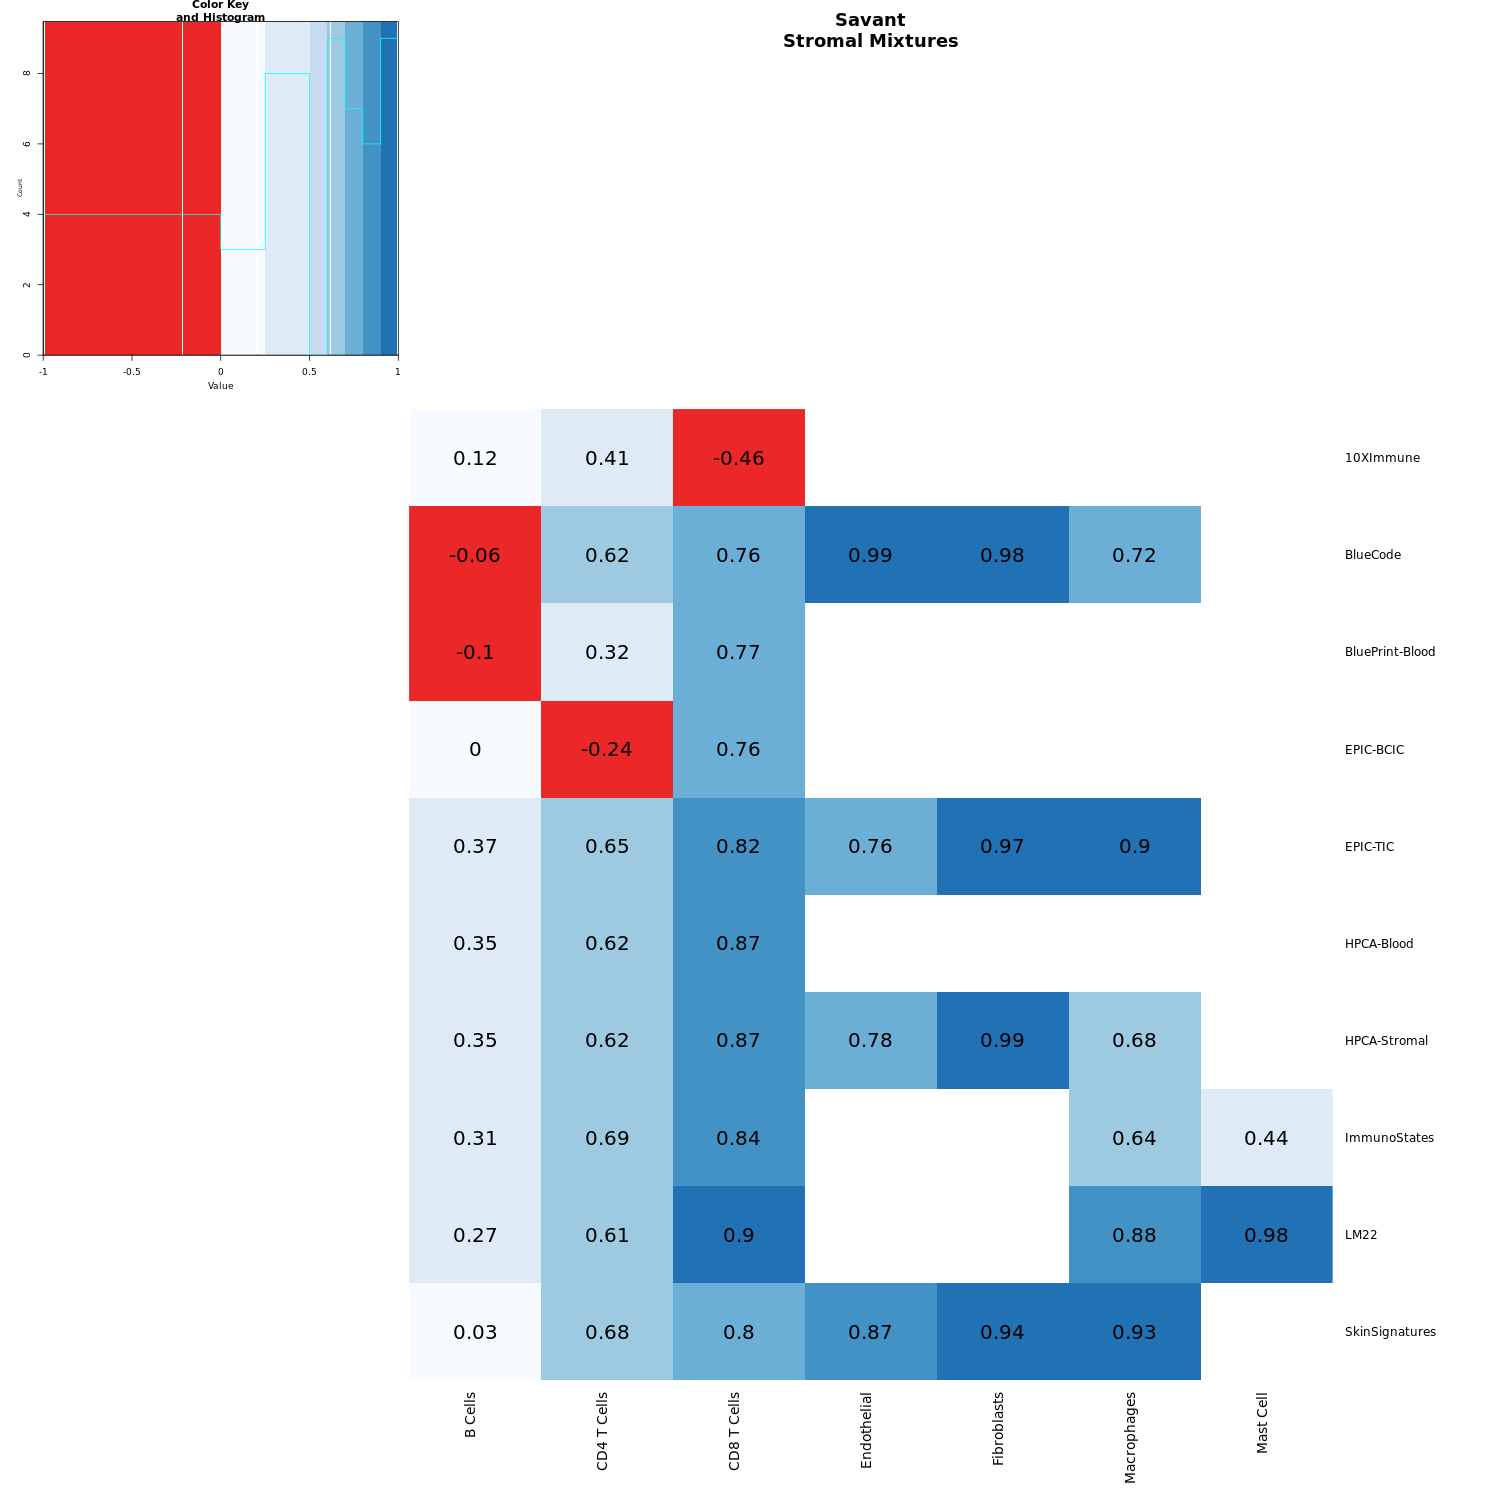 Color Key
and Histogram
Savant
Stromal Mixtures
8
6
4
2
0
Count
-1 -0.5 0 0.5 1
Value
0.12 0.41 -0.46 10XImmune
-0.06 0.62 0.76 0.99 0.98 0.72 BlueCode
-0.1 0.32 0.77 BluePrint-Blood
0 -0.24 0.76 EPIC-BCIC
0.37 0.65 0.82 0.76 0.97 0.9 EPIC-TIC
0.35 0.62 0.87 HPCA-Blood
0.35 0.62 0.87 0.78 0.99 0.68 HPCA-Stromal
0.31 0.69 0.84 0.64 0.44 ImmunoStates
0.27 0.61 0.9 0.88 0.98 LM22
0.03 0.68 0.8 0.87 0.94 0.93 SkinSignatures
B Cells
CD4 T Cells
CD8 T Cells
Endothelial
Fibroblasts
Macrophages
Mast Cell